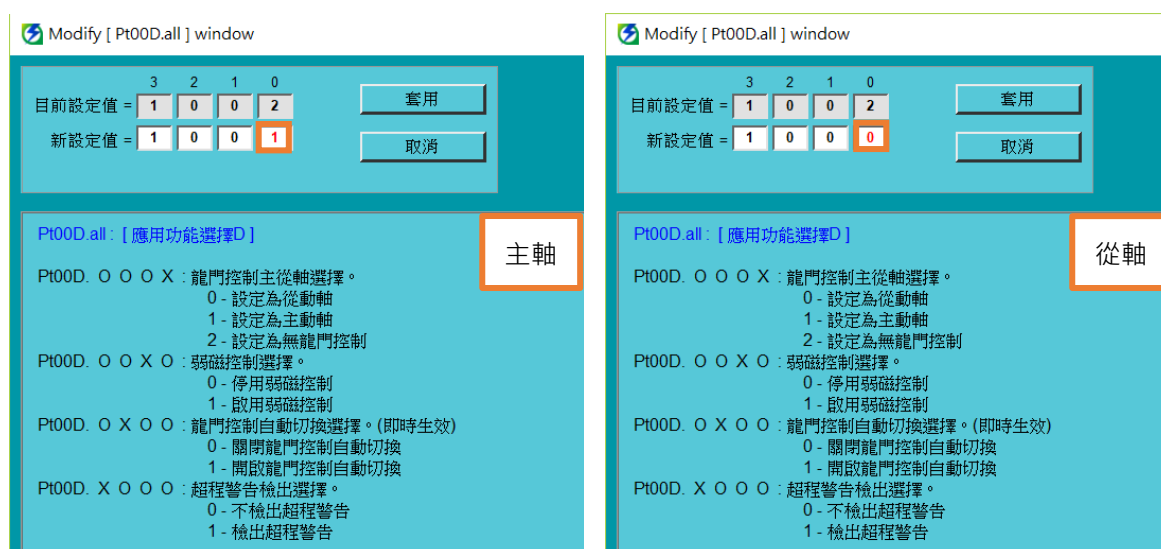 Modify [ Pt00D.all ] window
3 2 1 0
目前設定值 = 1 0 0 2
套用
新設定值 = 1 0 0 1
取消
Pt00D.all : [ 應用功能選擇D ]
主軸
Pt00D. O O O X : 龍門控制主從軸選擇。
0 - 設定為從動軸
1 - 設定為主動軸
2 - 設定為無龍門控制
Pt00D. O O X O : 弱磁控制選擇。
0 - 停用弱磁控制
1 - 啟用弱磁控制
Pt00D. O X O O : 龍門控制自動切換選擇。(即時生效)
0 - 關閉龍門控制自動切換
1 - 開啟龍門控制自動切換
Pt00D. X O O O : 超程警告檢出選擇。
0 - 不檢出超程警告
1 - 檢出超程警告
Modify [ Pt00D.all ] window
3 2 1 0
目前設定值 = 1 0 0 2
套用
新設定值 = 1 0 0 0
取消
Pt00D.all : [ 應用功能選擇D ]
從軸
Pt00D. O O O X : 龍門控制主從軸選擇。
0 - 設定為從動軸
1 - 設定為主動軸
2 - 設定為無龍門控制
Pt00D. O O X O : 弱磁控制選擇。
0 - 停用弱磁控制
1 - 啟用弱磁控制
Pt00D. O X O O : 龍門控制自動切換選擇。(即時生效)
0 - 關閉龍門控制自動切換
1 - 開啟龍門控制自動切換
Pt00D. X O O O : 超程警告檢出選擇。
0 - 不檢出超程警告
1 - 檢出超程警告